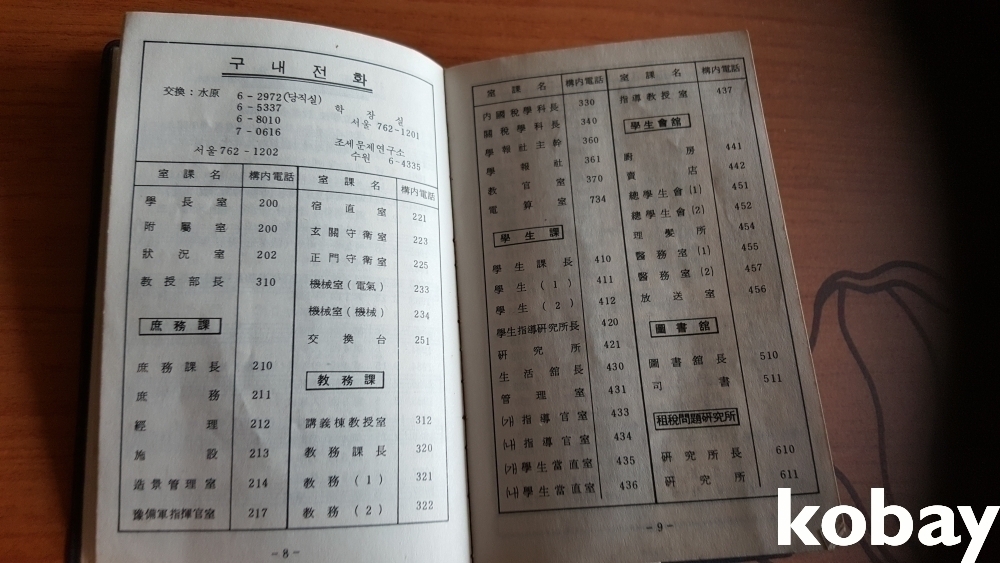 구 내 전 화
交換 : 水原 6-2972(당직실)
6-5337
6-8010
7-0616
서울 762-1202
학 장 실
서울 762-1201
조세문제연구소
수원 6-4335
室 課 名 構內電話
學 長 室 200
附 屬 室 200
狀 況 室 202
敎 授 部 長 310
庶 務 課
庶 務 課 長 210
庶 務 211
經 理 212
施 設 213
造景管理室 214
豫備軍指揮官室 217
室 課 名 構內電話
宿 直 室 221
玄關守衛室 223
正門守衛室 225
機械室(電氣) 233
機械室(機械) 234
交 換 台 251
敎 務 課
講義棟敎授室 312
敎 務 課 長 320
敎 務 (1) 321
敎 務 (2) 322
- 8 -
室 課 名 構內電話
內國稅學科長 330
關稅學科長 340
學報社主幹 360
學 報 社 361
敎 官 室 370
電 算 室 734
學 生 課
學 生 課 長 410
學 生 (1) 411
學 生 (2) 412
學生指導硏究所長 420
硏 究 所 421
生 活 館 長 430
管 理 室 431
(가) 指導官室 433
(나) 指導官室 434
(가) 學生當直室 435
(나) 學生當直室 436
室 課 名 構內電話
指導敎授室 437
學生會館
廚 房 441
賣 店 442
總學生會(1) 451
總學生會(2) 452
理 髮 所 454
醫務室(1) 455
醫務室(2) 457
放 送 室 456
圖 書 館
圖 書 館 長 510
司 書 511
租稅問題硏究所
硏 究 所 長 610
硏 究 所 611
- 9 -
kobay